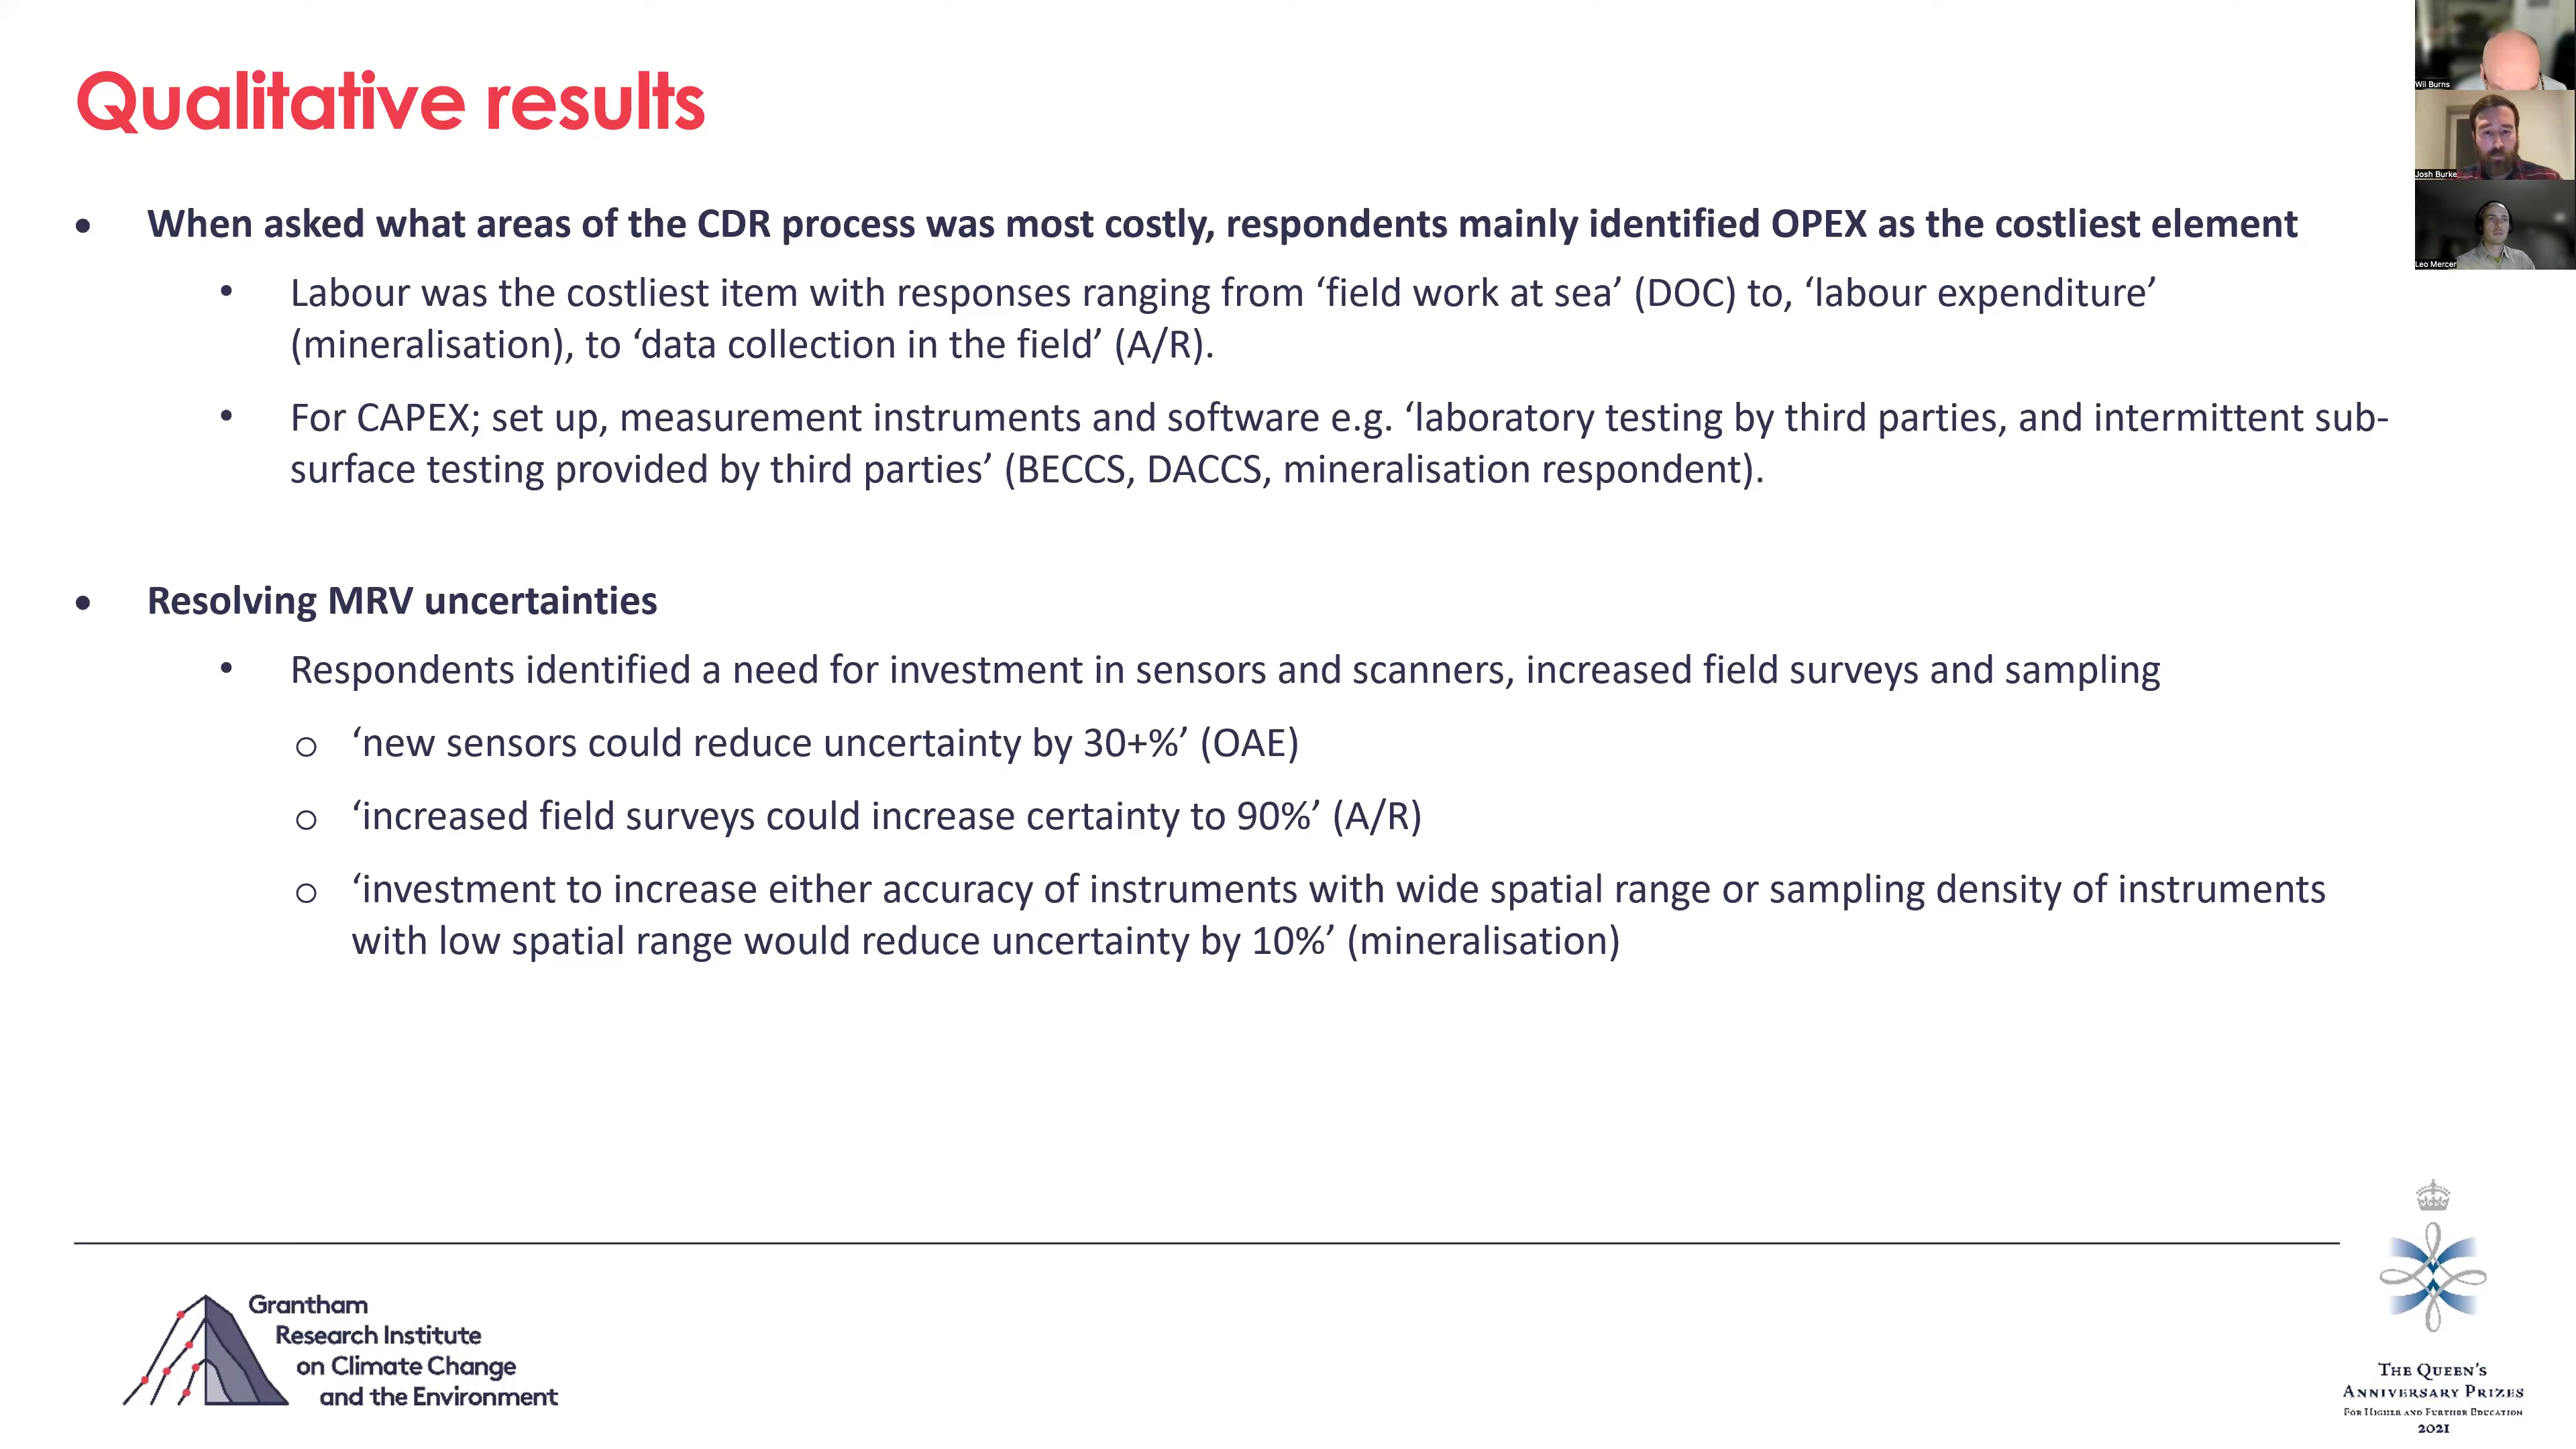 Qualitative results
Wil Burns
Josh Burke
Leo Mercer
• When asked what areas of the CDR process was most costly, respondents mainly identified OPEX as the costliest element
• Labour was the costliest item with responses ranging from ‘field work at sea’ (DOC) to, ‘labour expenditure’
(mineralisation), to ‘data collection in the field’ (A/R).
• For CAPEX; set up, measurement instruments and software e.g. ‘laboratory testing by third parties, and intermittent sub-
surface testing provided by third parties’ (BECCS, DACCS, mineralisation respondent).
• Resolving MRV uncertainties
• Respondents identified a need for investment in sensors and scanners, increased field surveys and sampling
o ‘new sensors could reduce uncertainty by 30+%’ (OAE)
o ‘increased field surveys could increase certainty to 90%’ (A/R)
o ‘investment to increase either accuracy of instruments with wide spatial range or sampling density of instruments
with low spatial range would reduce uncertainty by 10%’ (mineralisation)
Grantham
Research Institute
on Climate Change
and the Environment
THE QUEEN'S
ANNIVERSARY PRIZES
FOR HIGHER AND FURTHER EDUCATION
2021